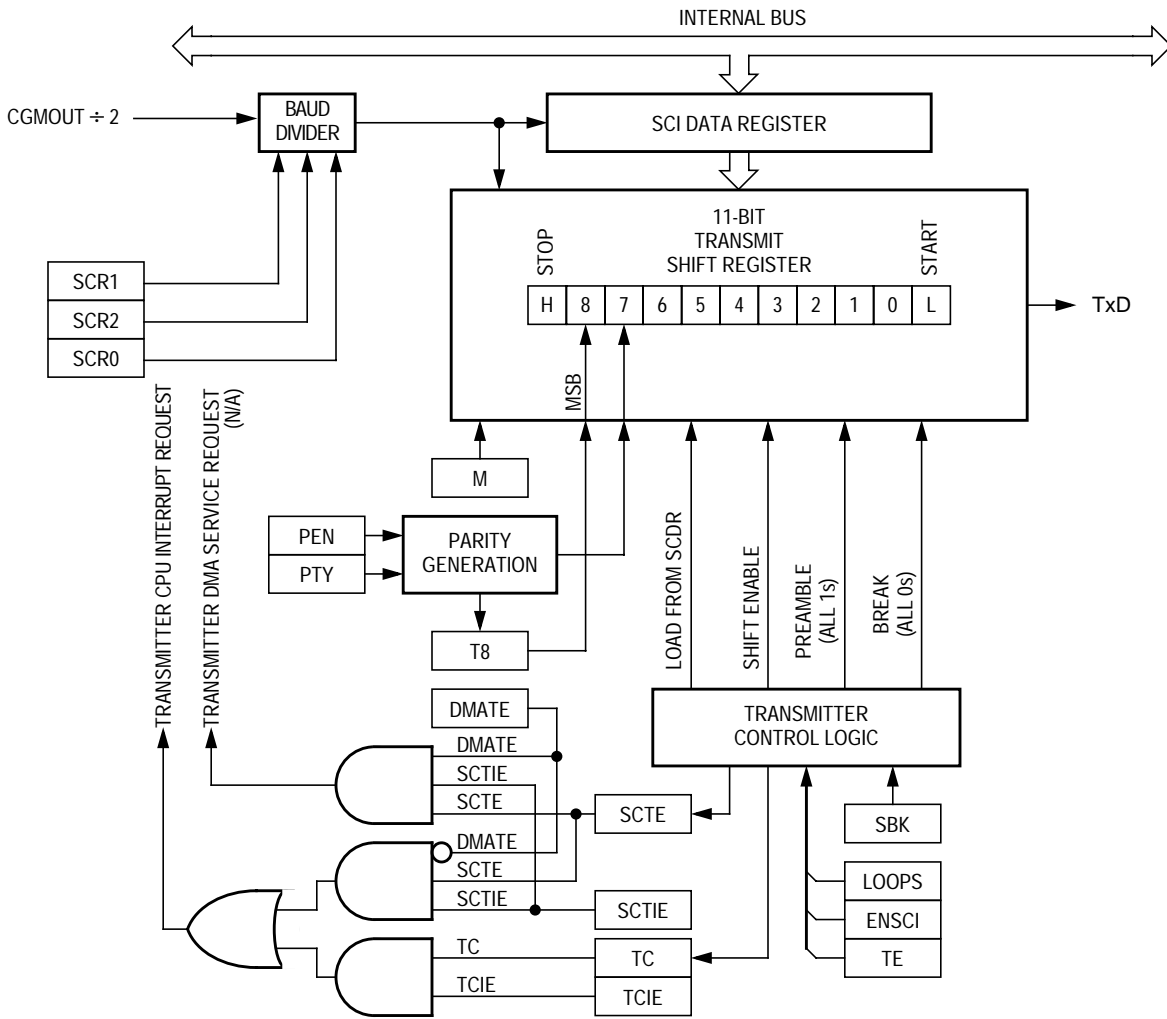 INTERNAL BUS
CGMOUT ÷ 2
BAUD
DIVIDER
SCI DATA REGISTER
11-BIT
TRANSMIT
SHIFT REGISTER
STOP
START
H 8 7 6 5 4 3 2 1 0 L
TxD
SCR1
SCR2
SCR0
MSB
TRANSMITTER CPU INTERRUPT REQUEST
TRANSMITTER DMA SERVICE REQUEST
(N/A)
M
PEN
PTY
PARITY
GENERATION
T8
LOAD FROM SCDR
SHIFT ENABLE
PREAMBLE
(ALL 1s)
BREAK
(ALL 0s)
TRANSMITTER
CONTROL LOGIC
DMATE
DMATE
SCTIE
SCTE
SCTE
SBK
DMATE
SCTE
SCTIE
SCTIE
LOOPS
ENSCI
TE
TC
TC
TCIE
TCIE